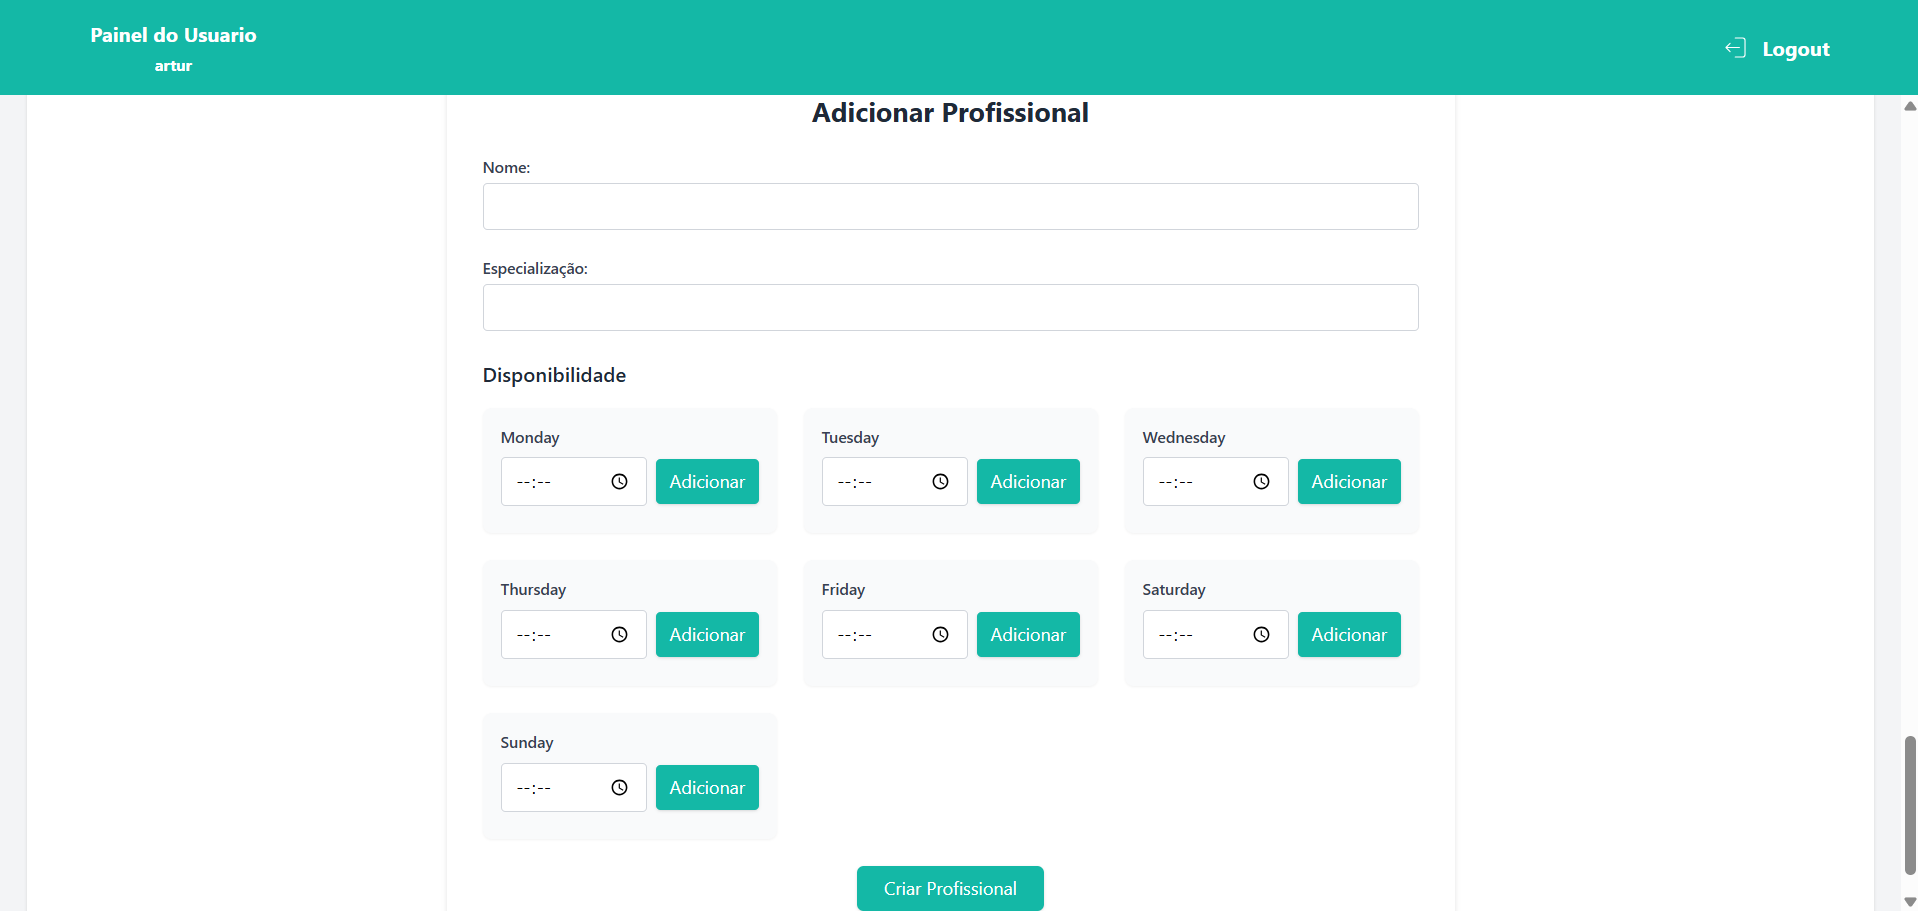 Painel do Usuario
artur
Logout
Adicionar Profissional
Nome:
Especialização:
Disponibilidade
Monday
Tuesday
Wednesday
--:-- Adicionar
--:-- Adicionar
--:-- Adicionar
Thursday
Friday
Saturday
--:-- Adicionar
--:-- Adicionar
--:-- Adicionar
Sunday
--:-- Adicionar
Criar Profissional